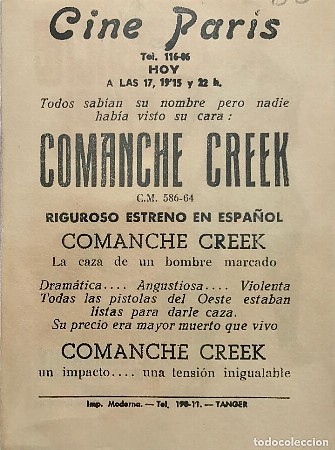 Cine París
Tel. 116-06
HOY
A LAS 17, 19'15 y 22 h.
Todos sabían su nombre pero nadie
había visto su cara :
COMANCHE CREEK
C.M. 586-64
RIGUROSO ESTRENO EN ESPAÑOL
COMANCHE CREEK
La caza de un bombre marcado
Dramática.... Angustiosa.... Violenta
Todas las pistolas del Oeste estaban
listas para darle caza.
Su precio era mayor muerto que vivo
COMANCHE CREEK
un impacto.... una tensión inigualable
Imp. Moderna. — Tel. 198-11. — TANGER
todocoleccion